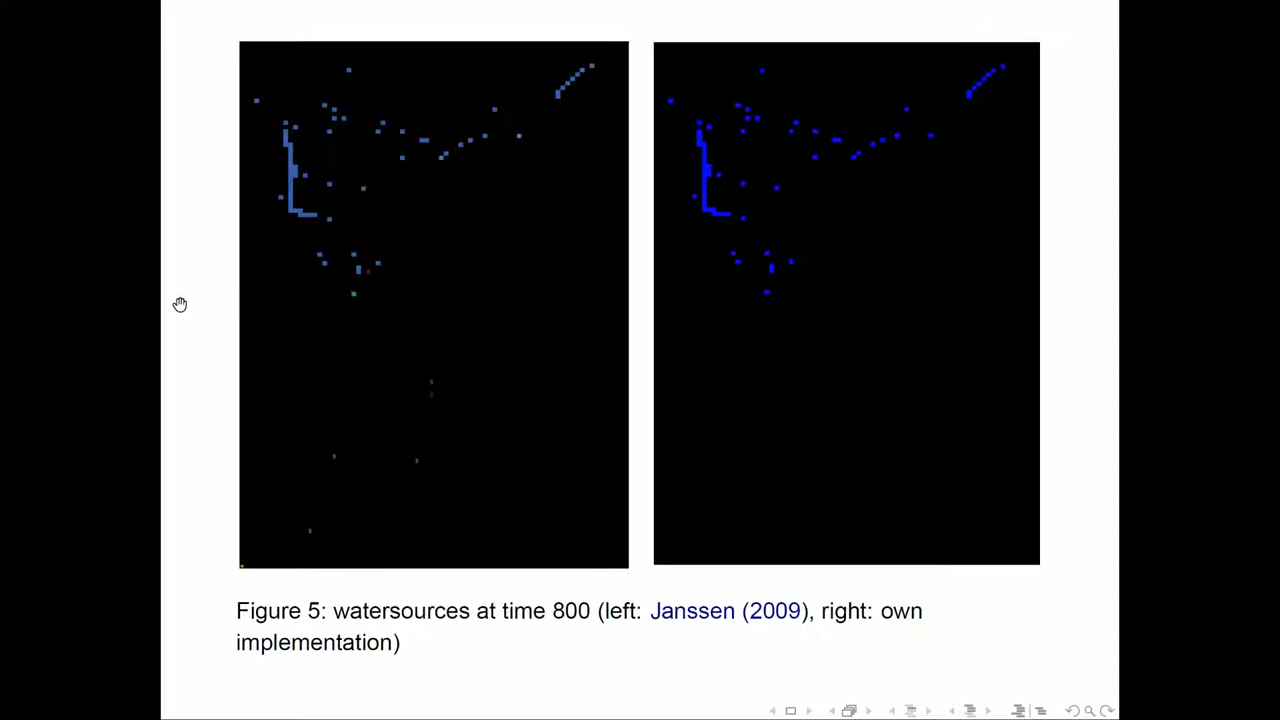 Figure 5: watersources at time 800 (left: Janssen (2009), right: own
implementation)